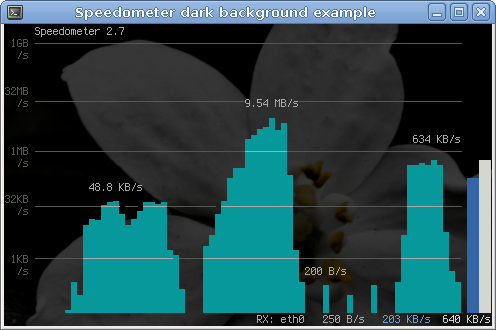 Speedometer dark background example
Speedometer 2.7
1GB
/s
9.54 MB/s
32MB
/s
634 KB/s
1MB
/s
48.8 KB/s
32KB
/s
1KB
/s
200 B/s
RX: eth0 250 B/s 203 KB/s 640 KB/s